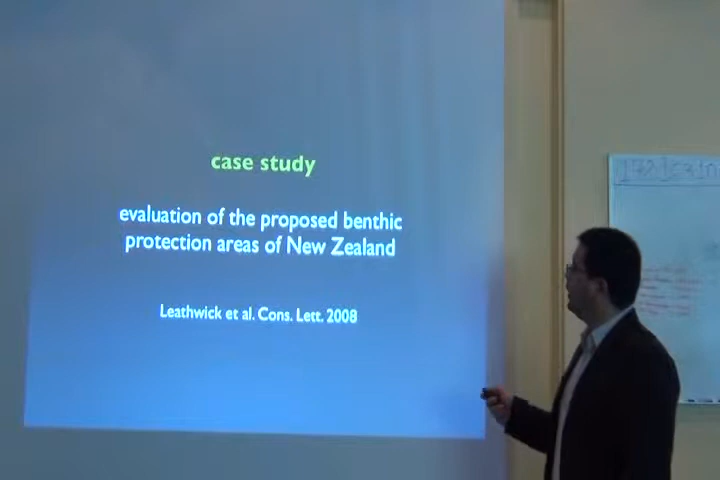 case study
evaluation of the proposed benthic
protection areas of New Zealand
Leathwick et al. Cons. Lett. 2008